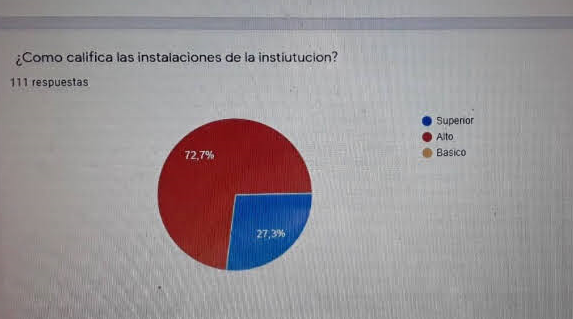 ¿Como califica las instalaciones de la instiutucion?
111 respuestas
Superior
Alto
Basico
72,7%
27,3%